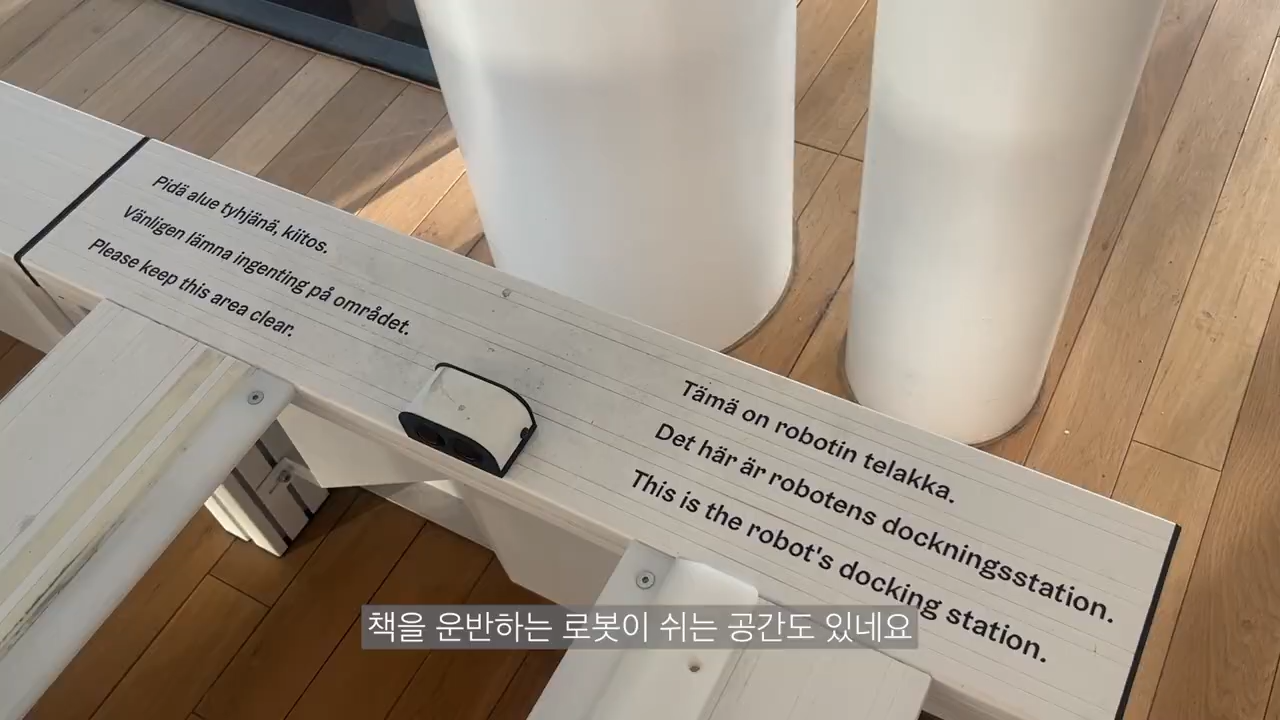 Pidä alue tyhjänä, kiitos.
Vänligen lämna ingenting på området.
Please keep this area clear.
Tämä on robotin telakka.
Det här är robotens dockningsstation.
This is the robot's docking station.
책을 운반하는 로봇이 쉬는 공간도 있네요